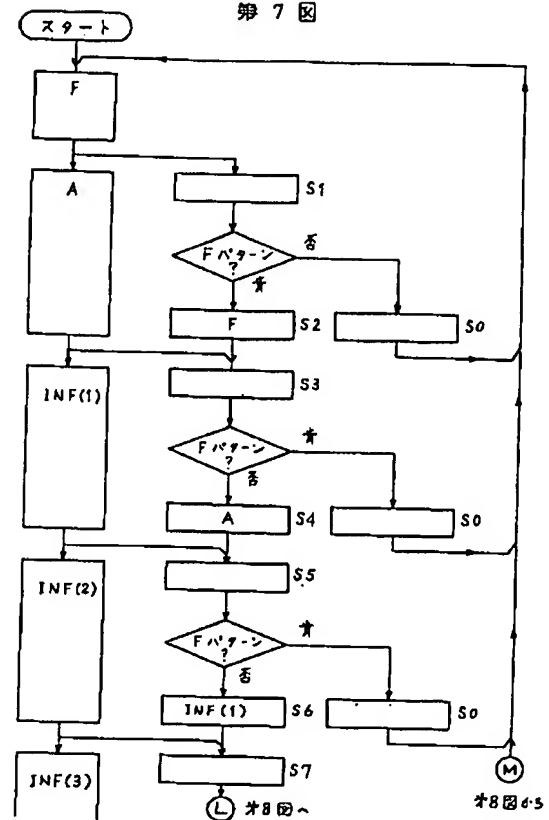 第7図
スタート
F
A
S1
Fパターン
?
否
肯
F
S2
S0
INF(1)
S3
Fパターン
?
肯
否
A
S4
S0
INF(2)
S5
Fパターン
?
肯
否
INF(1)
S6
S0
INF(3)
S7
L
オ8図へ
M
オ8図から